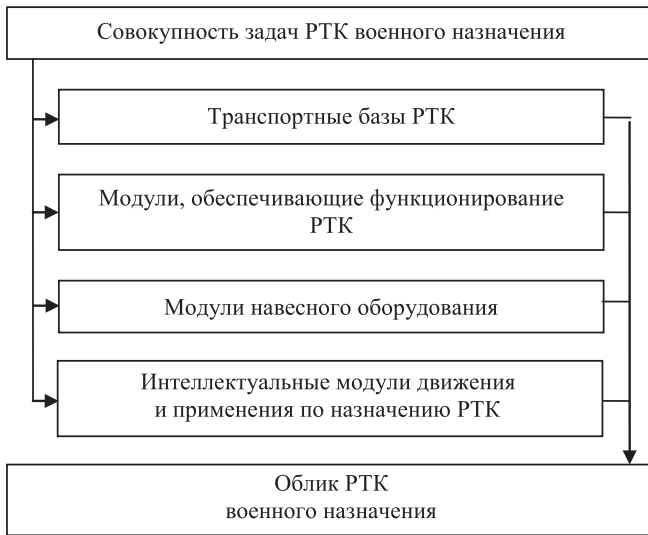 Совокупность задач РТК военного назначения
Транспортные базы РТК
Модули, обеспечивающие функционирование
РТК
Модули навесного оборудования
Интеллектуальные модули движения
и применения по назначению РТК
Облик РТК
военного назначения